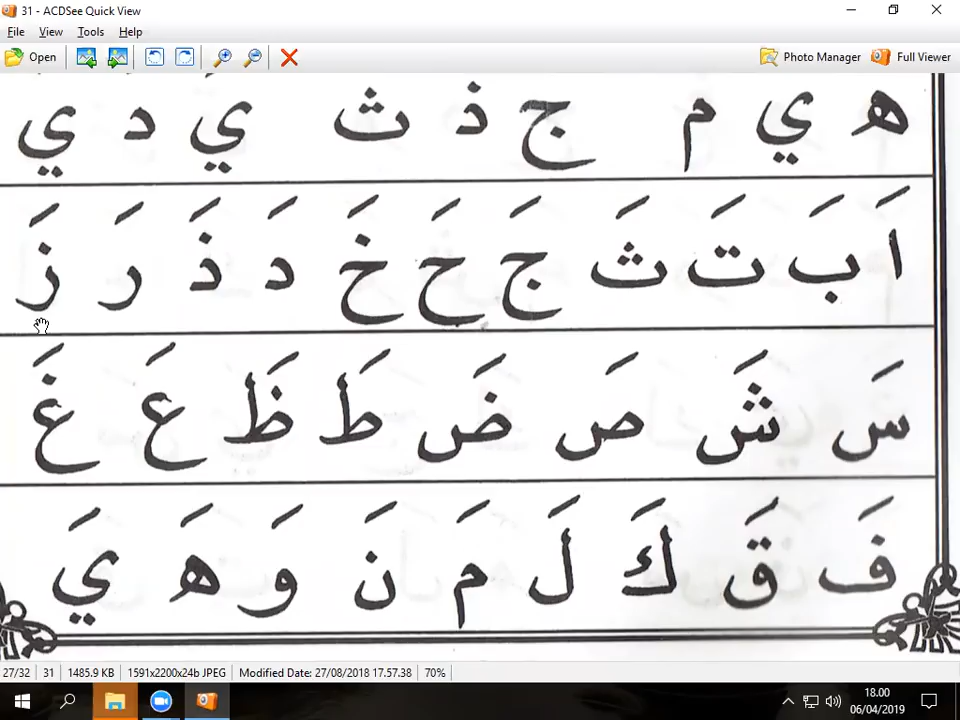 31 - ACDSee Quick View
File View Tools Help
Open Photo Manager Full Viewer
هَ يَ مَ جَ ذَ ثَ يَ دَ يَ
اَ بَ تَ ثَ جَ حَ خَ دَ ذَ رَ زَ
سَ شَ صَ ضَ طَ ظَ عَ غَ
فَ قَ كَ لَ مَ نَ وَ هَ يَ
27/32 31 1485.9 KB 1591x2200x24b JPEG Modified Date: 27/08/2018 17.57.38 70%
18.00
06/04/2019